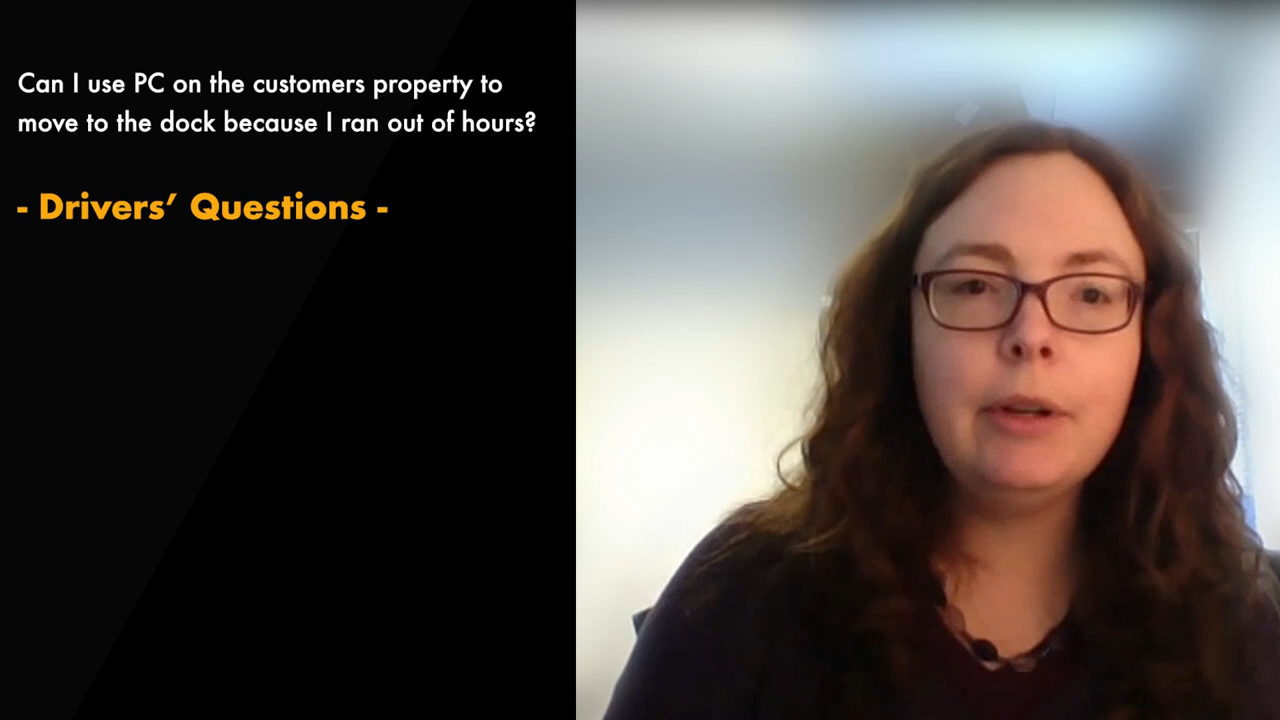 Can I use PC on the customers property to
move to the dock because I ran out of hours?
- Drivers’ Questions -